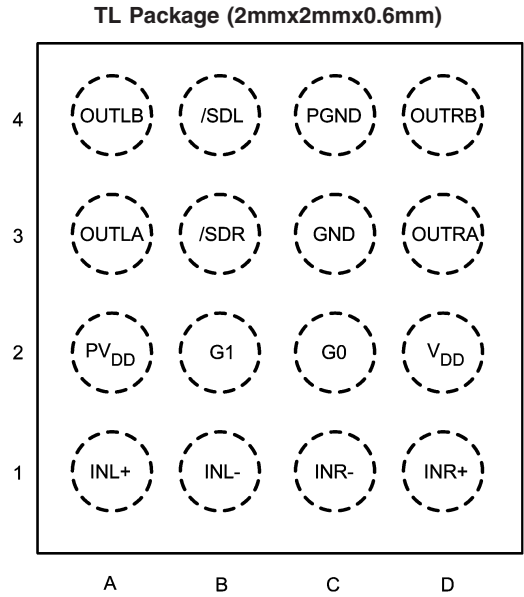 TL Package (2mmx2mmx0.6mm)
4 OUTLB /SDL PGND OUTRB
3 OUTLA /SDR GND OUTRA
2 PVDD G1 G0 VDD
1 INL+ INL- INR- INR+
A B C D